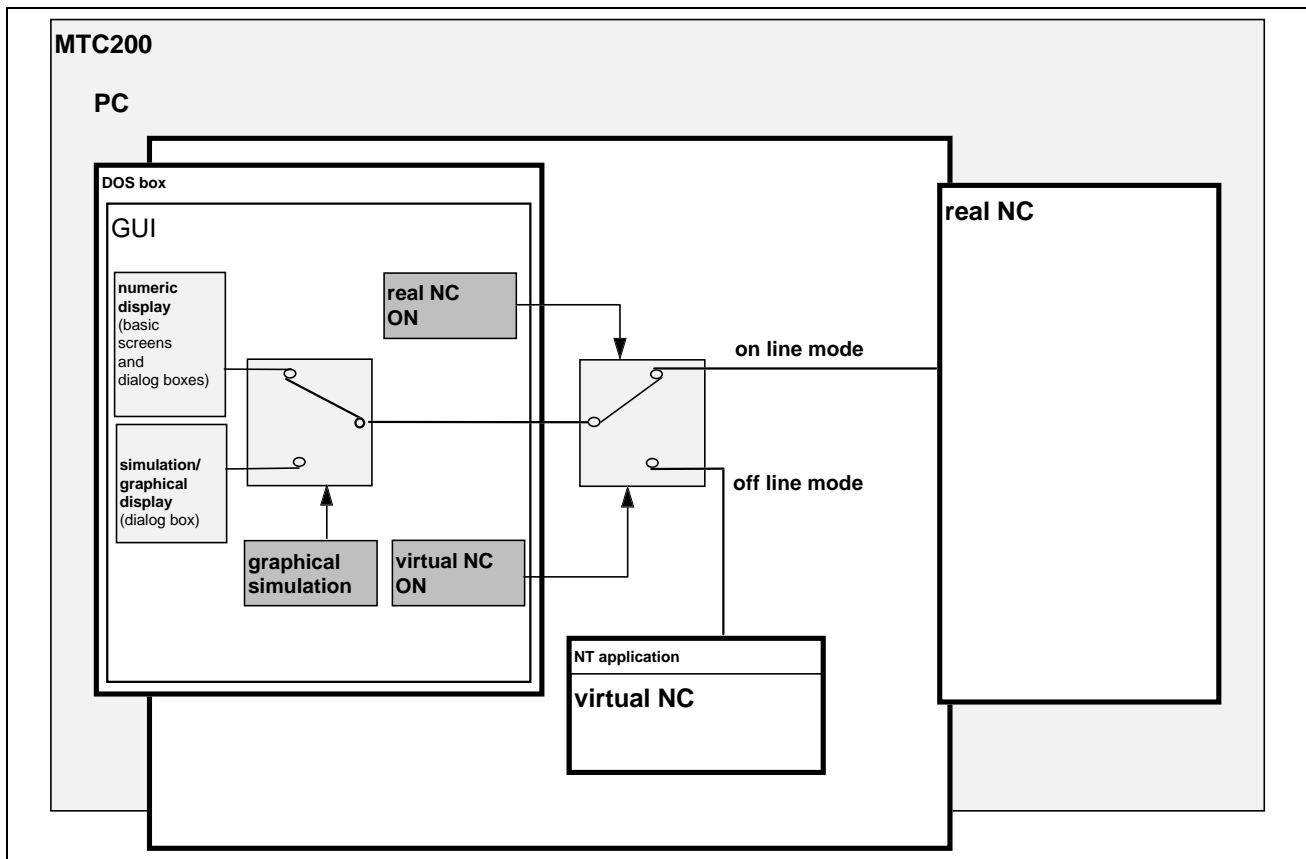 MTC200
PC
DOS box
GUI
numeric
display
(basic
screens
and
dialog boxes)
simulation/
graphical
display
(dialog box)
real NC
ON
graphical
simulation
virtual NC
ON
on line mode
off line mode
NT application
virtual NC
real NC